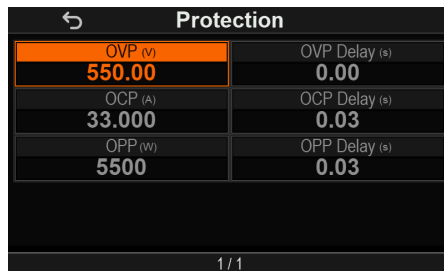 Protection
OVP (V) OVP Delay (s)
550.00 0.00
OCP (A) OCP Delay (s)
33.000 0.03
OPP (W) OPP Delay (s)
5500 0.03
1 / 1